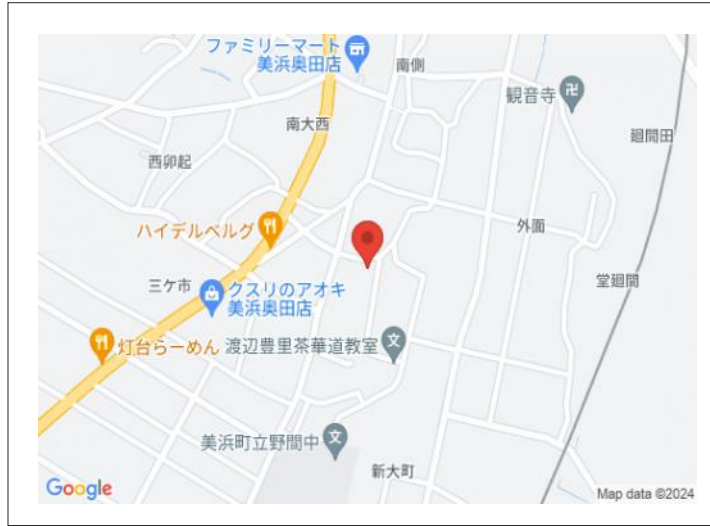 ファミリーマート
美浜奥田店
南側
観音寺
廻間田
南大西
西卯起
ハイデルベルグ
外面
三ケ市
クスリのアオキ
美浜奥田店
堂廻間
灯台らーめん
渡辺豊里茶華道教室
美浜町立野間中
新大町
Google
Map data ©2024